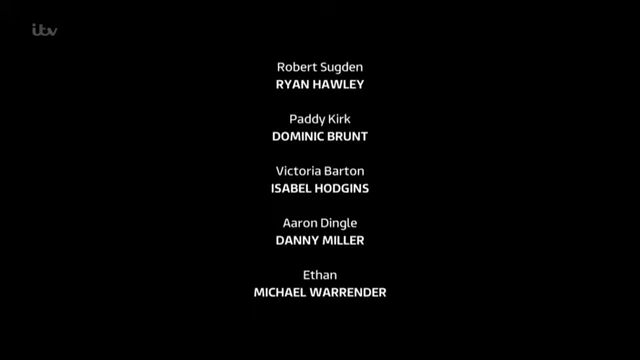 itv
Robert Sugden
RYAN HAWLEY
Paddy Kirk
DOMINIC BRUNT
Victoria Barton
ISABEL HODGINS
Aaron Dingle
DANNY MILLER
Ethan
MICHAEL WARRENDER